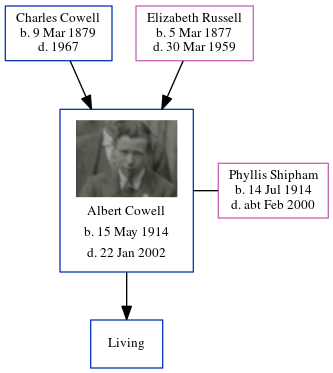 Charles Cowell
b. 9 Mar 1879
d. 1967
Elizabeth Russell
b. 5 Mar 1877
d. 30 Mar 1959
Albert Cowell
b. 15 May 1914
d. 22 Jan 2002
Phyllis Shipham
b. 14 Jul 1914
d. abt Feb 2000
Living